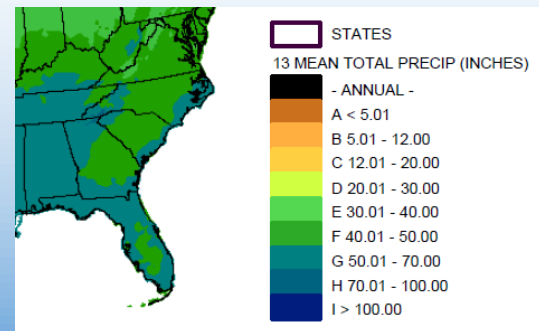 STATES
13 MEAN TOTAL PRECIP (INCHES)
- ANNUAL -
A < 5.01
B 5.01 - 12.00
C 12.01 - 20.00
D 20.01 - 30.00
E 30.01 - 40.00
F 40.01 - 50.00
G 50.01 - 70.00
H 70.01 - 100.00
I > 100.00